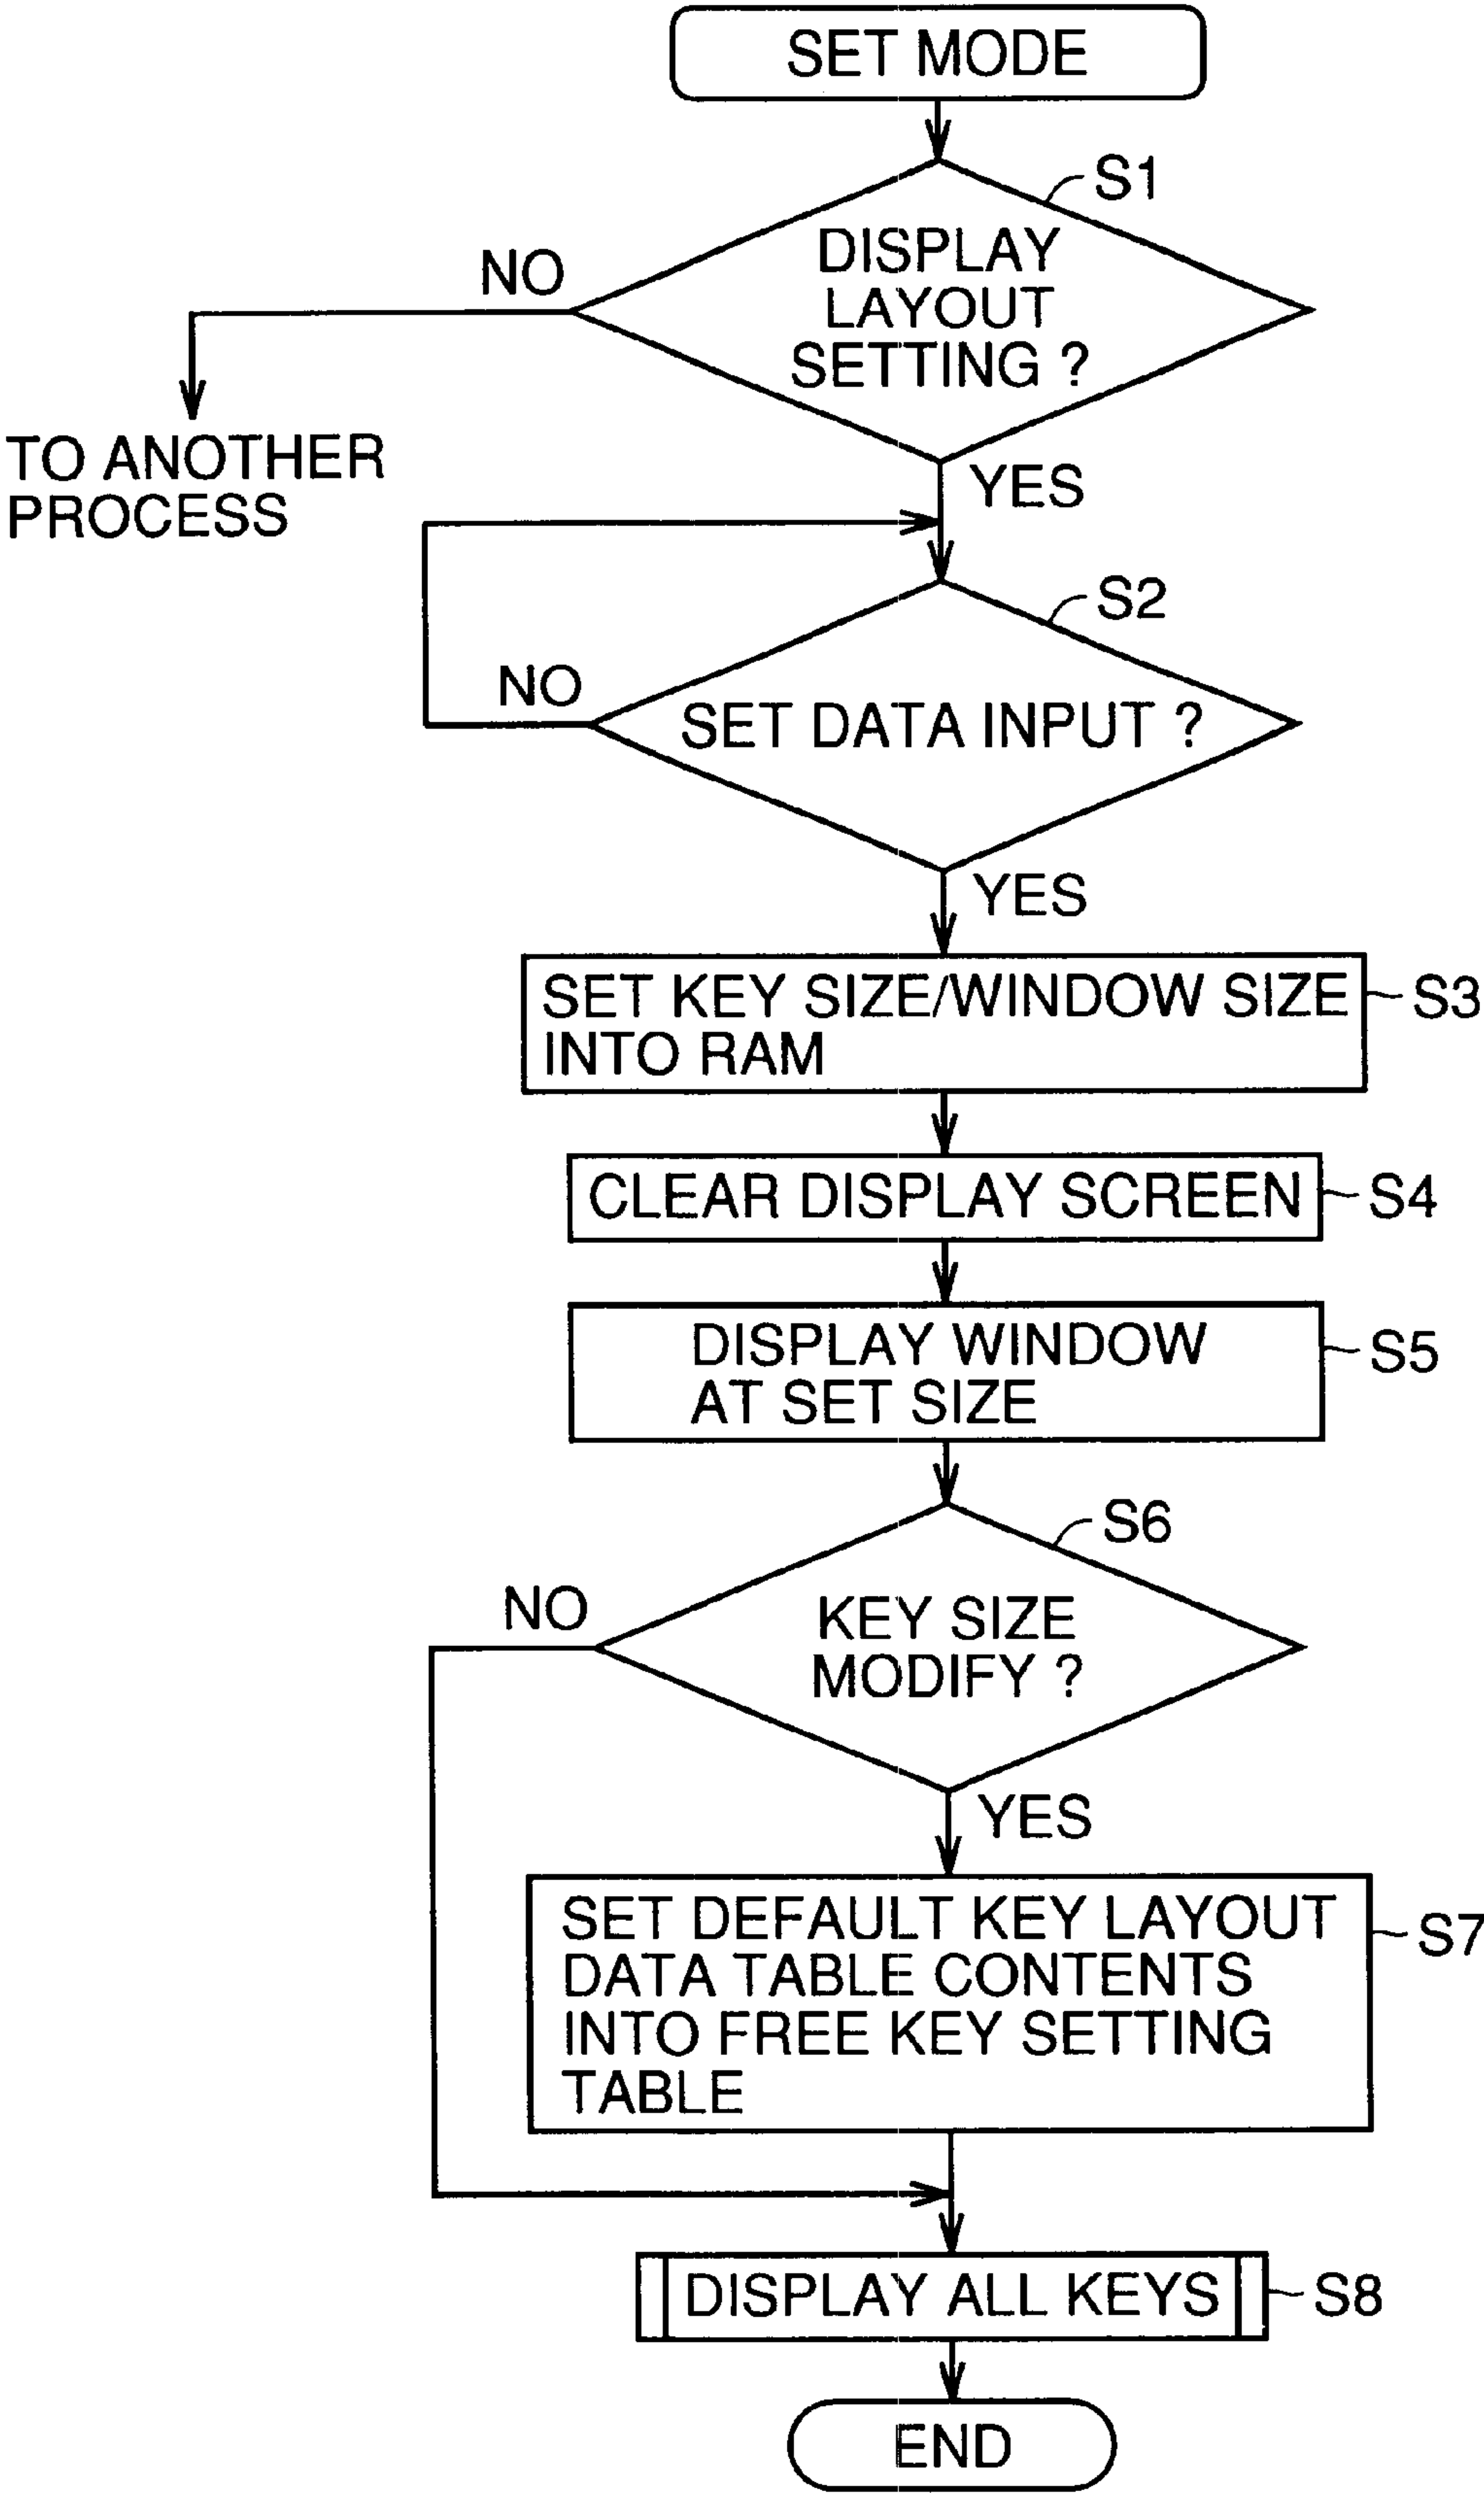 SET MODE
S1
DISPLAY
LAYOUT
SETTING ?
NO
YES
TO ANOTHER
PROCESS
S2
NO
SET DATA INPUT ?
YES
SET KEY SIZE/WINDOW SIZE
INTO RAM
S3
CLEAR DISPLAY SCREEN
S4
DISPLAY WINDOW
AT SET SIZE
S5
S6
NO
KEY SIZE
MODIFY ?
YES
SET DEFAULT KEY LAYOUT
DATA TABLE CONTENTS
INTO FREE KEY SETTING
TABLE
S7
DISPLAY ALL KEYS
S8
END